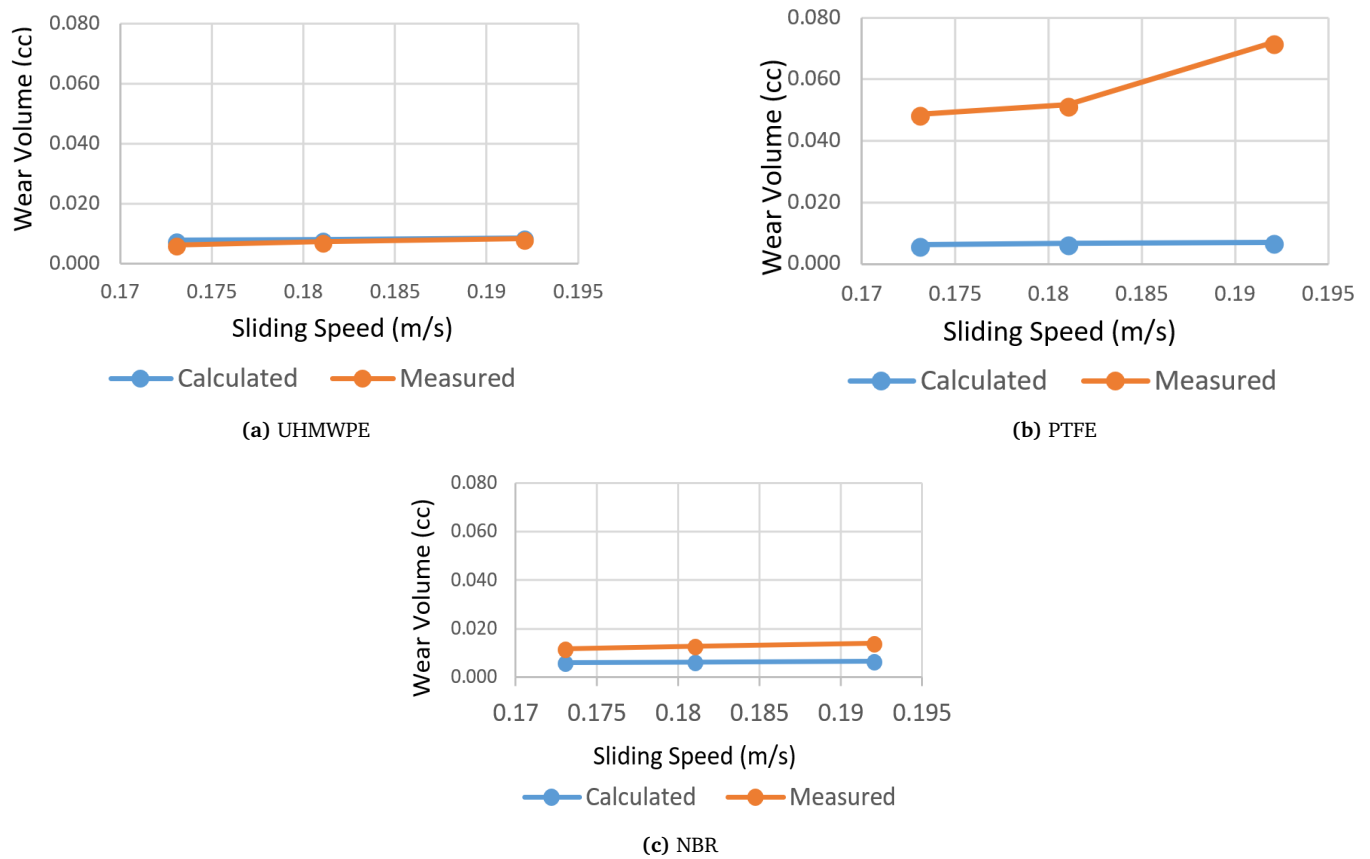 Wear Volume (cc)
0.080
0.060
0.040
0.020
0.000
0.17 0.175 0.18 0.185 0.19 0.195
Sliding Speed (m/s)
Calculated Measured
(a) UHMWPE
Wear Volume (cc)
0.080
0.060
0.040
0.020
0.000
0.17 0.175 0.18 0.185 0.19 0.195
Sliding Speed (m/s)
Calculated Measured
(b) PTFE
Wear Volume (cc)
0.080
0.060
0.040
0.020
0.000
0.17 0.175 0.18 0.185 0.19 0.195
Sliding Speed (m/s)
Calculated Measured
(c) NBR